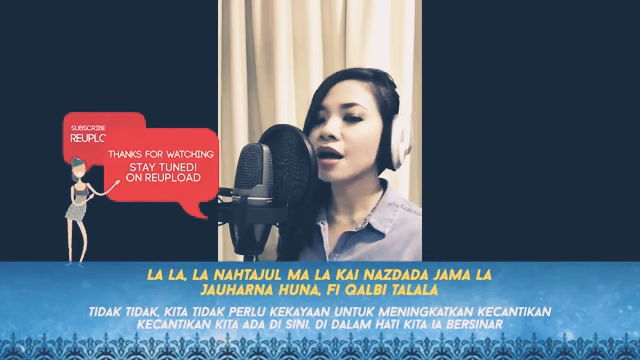 SUBSCRIBE
REUPLO
THANKS FOR WATCHING
STAY TUNED!
ON REUPLOAD
LA LA, LA NAHTAJUL MA LA KAI NAZDADA JAMA LA
JAUHARNA HUNA, FI QALBI TALALA
TIDAK TIDAK, KITA TIDAK PERLU KEKAYAAN UNTUK MENINGKATKAN KECANTIKAN
KECANTIKAN KITA ADA DI SINI, DI DALAM HATI KITA IA BERSINAR